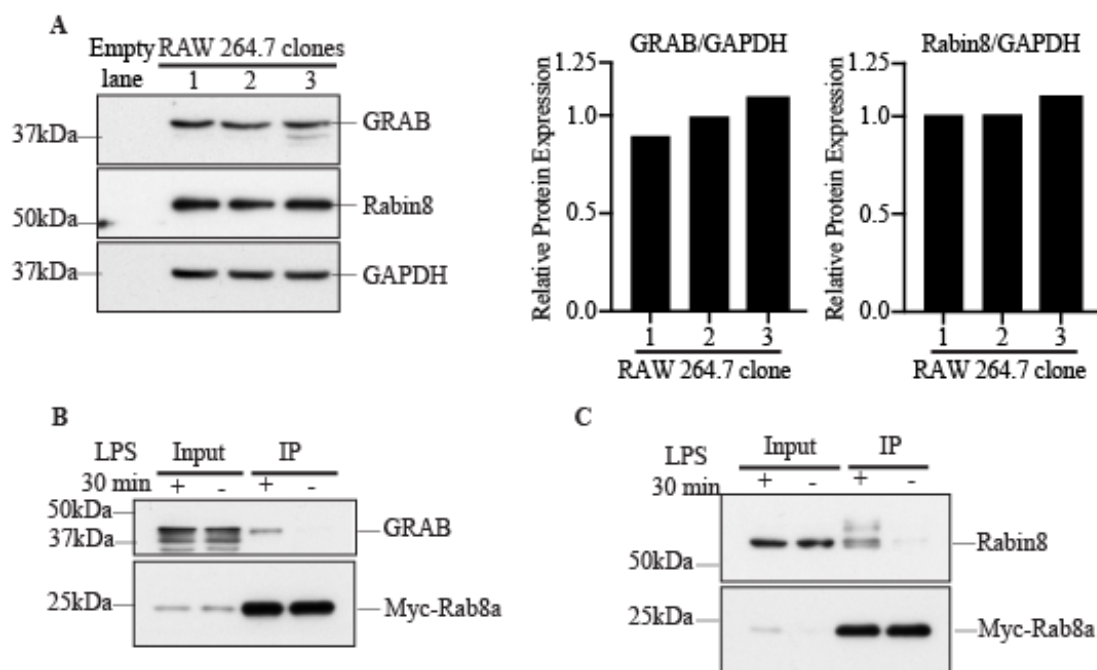 A
Empty RAW 264.7 clones
lane 1 2 3
GRAB
37kDa
Rabin8
50kDa
37kDa
GAPDH
GRAB/GAPDH
Relative Protein Expression
1.25
1.0
0.5
0.0
1 2 3
RAW 264.7 clone
Rabin8/GAPDH
Relative Protein Expression
1.25
1.0
0.5
0.0
1 2 3
RAW 264.7 clone
B
LPS Input IP
30 min + - + -
50kDa
GRAB
37kDa
25kDa
Myc-Rab8a
C
LPS Input IP
30 min + - + -
Rabin8
50kDa
25kDa
Myc-Rab8a